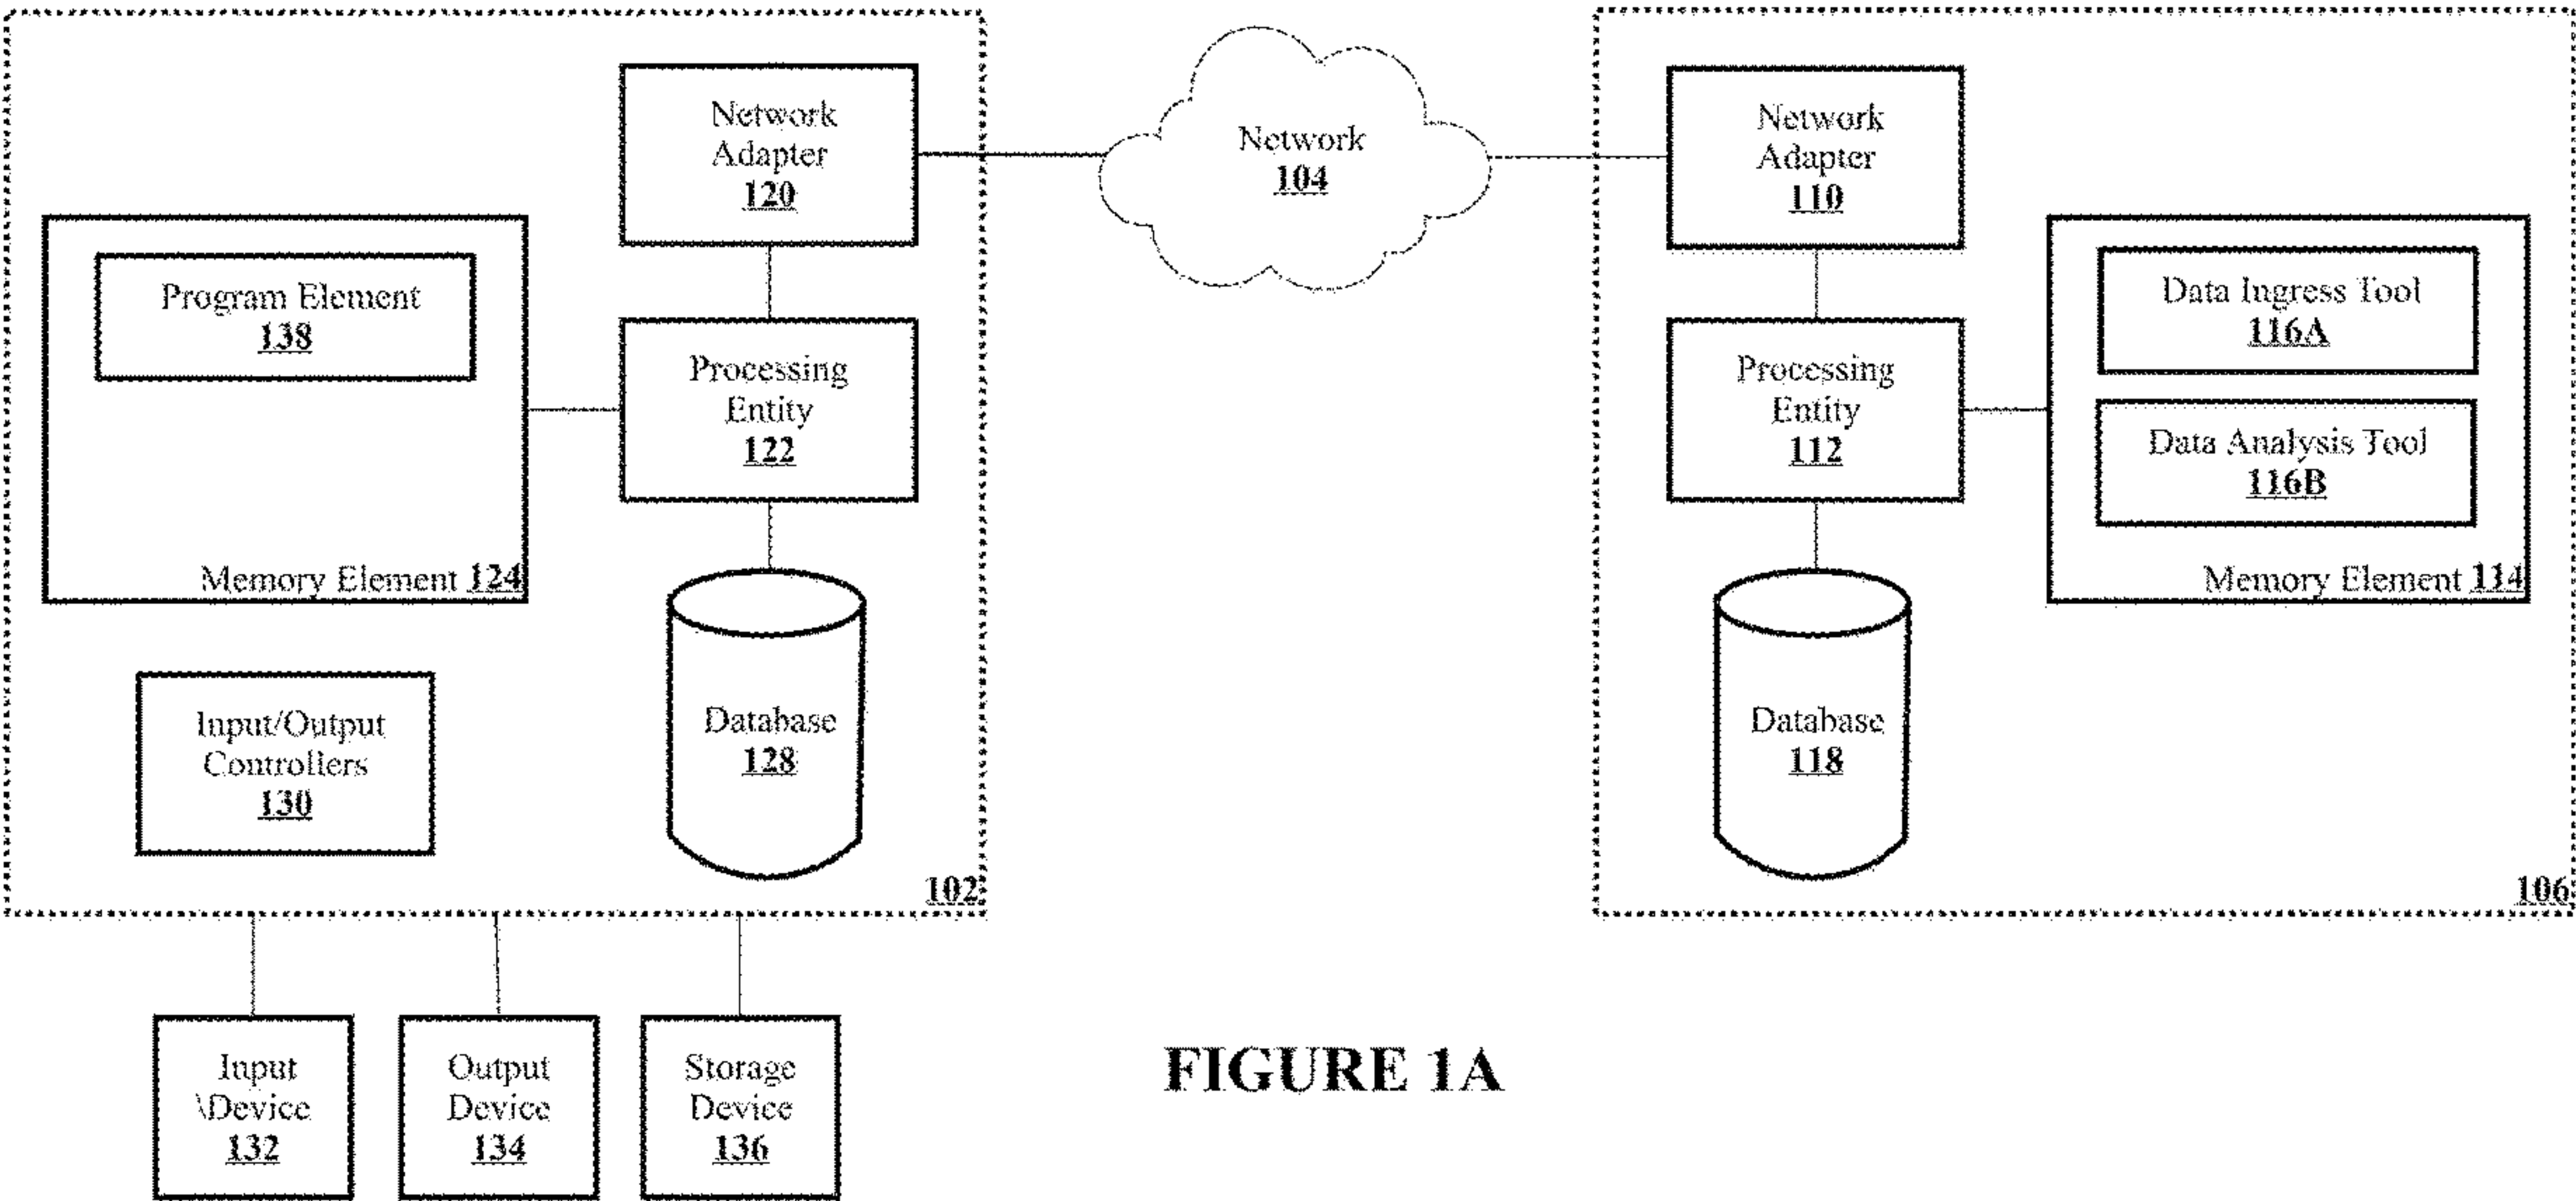 Network
Adapter
120
Program Element
138
Processing
Entity
122
Memory Element 124
Input/Output
Controllers
130
Database
128
102
Input
\Device
132
Output
Device
134
Storage
Device
136
Network
104
Network
Adapter
110
Processing
Entity
112
Data Ingress Tool
116A
Data Analysis Tool
116B
Memory Element 114
Database
118
106
FIGURE 1A